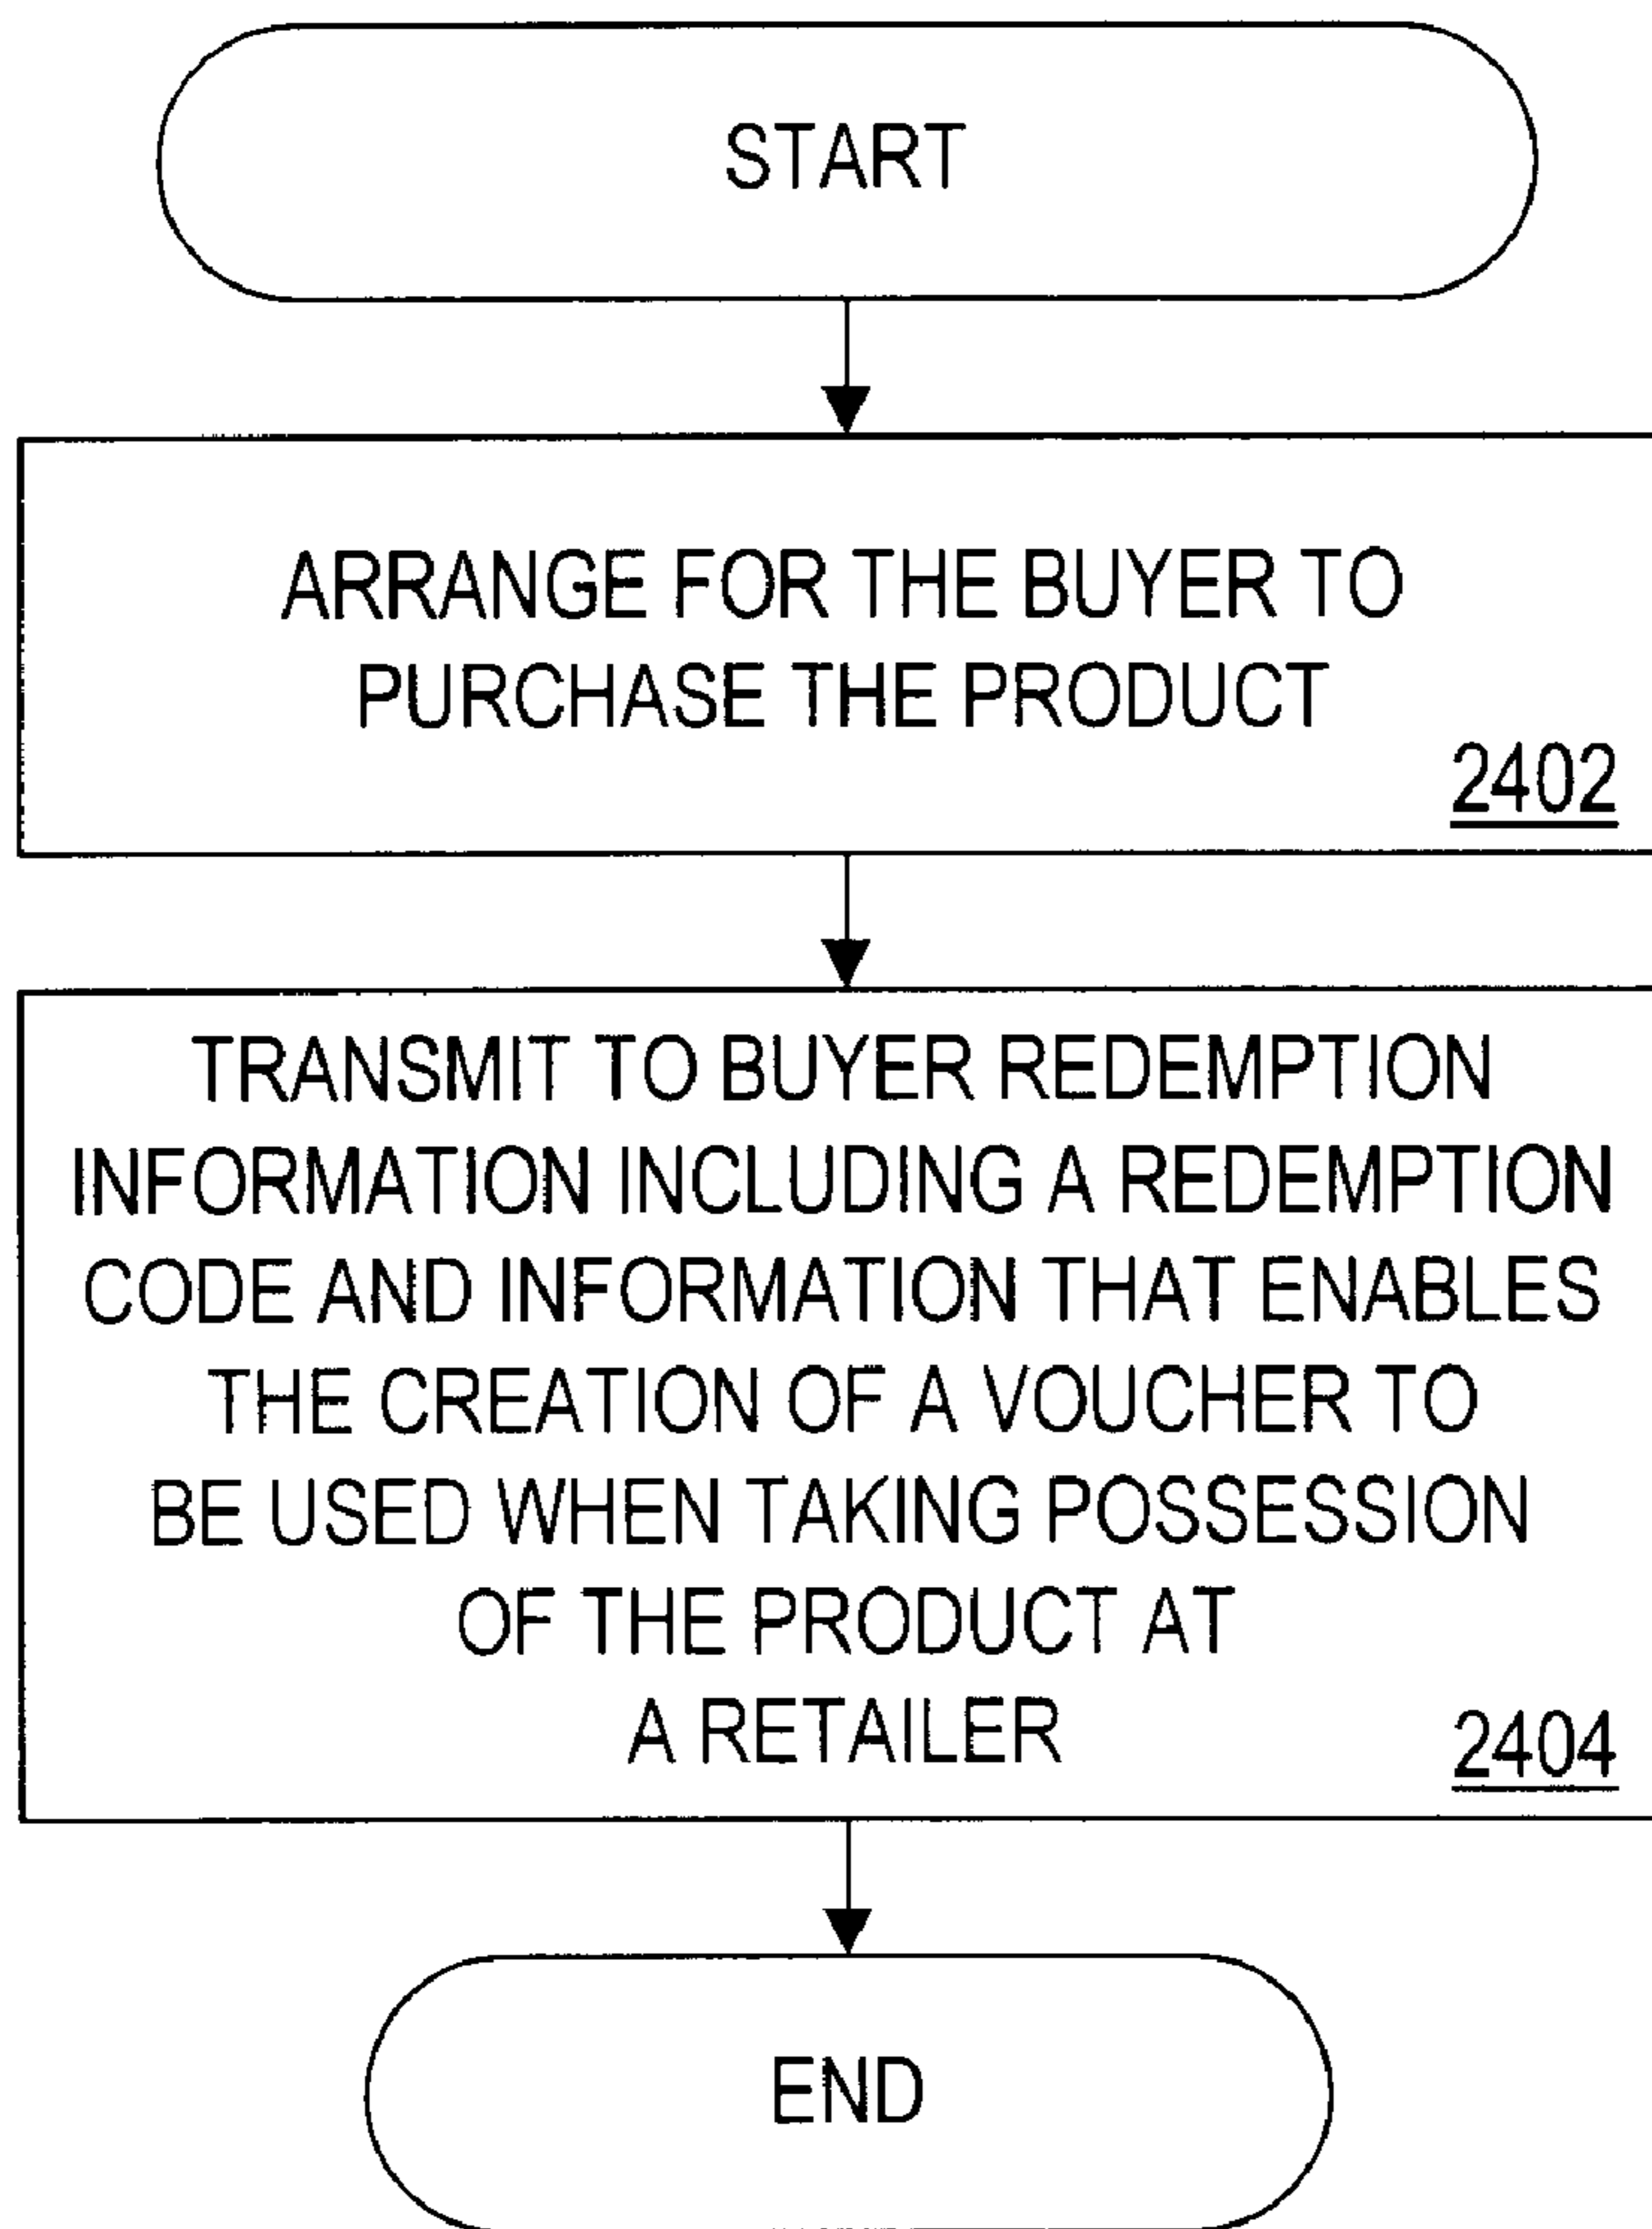 START
ARRANGE FOR THE BUYER TO
PURCHASE THE PRODUCT
2402
TRANSMIT TO BUYER REDEMPTION
INFORMATION INCLUDING A REDEMPTION
CODE AND INFORMATION THAT ENABLES
THE CREATION OF A VOUCHER TO
BE USED WHEN TAKING POSSESSION
OF THE PRODUCT AT
A RETAILER
2404
END